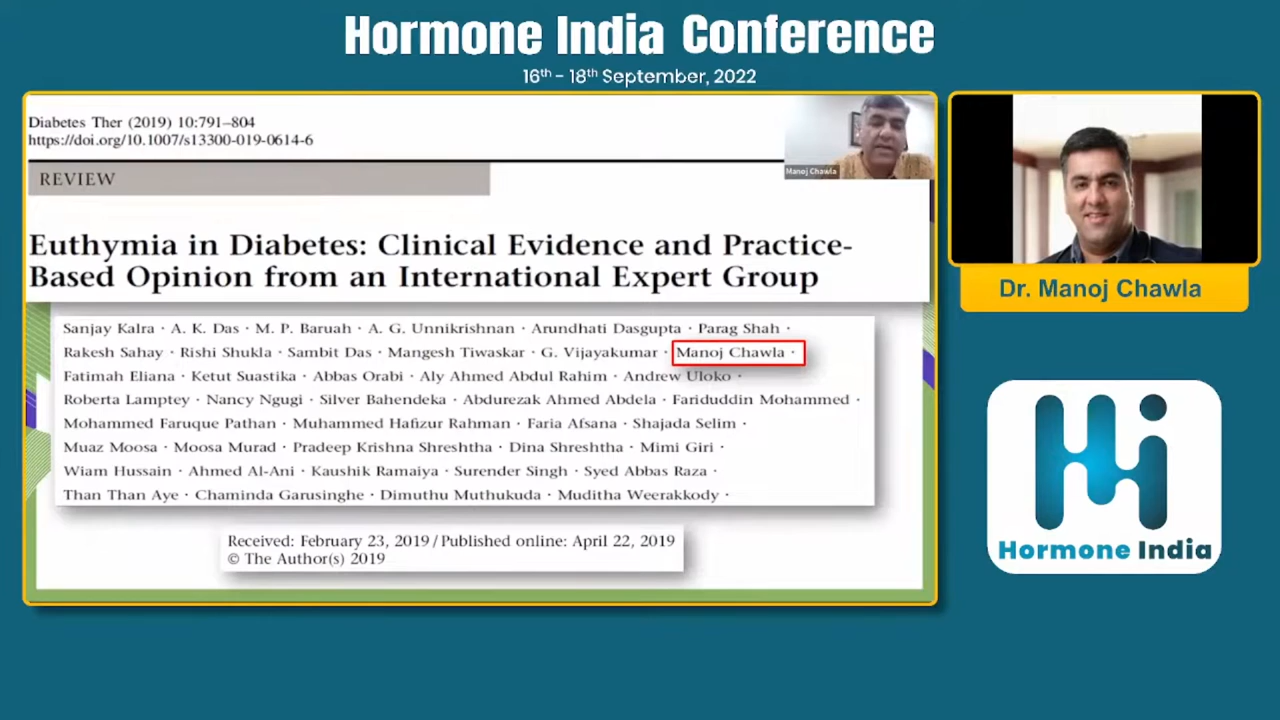 Hormone India Conference
16th - 18th September, 2022
Diabetes Ther (2019) 10:791–804
https://doi.org/10.1007/s13300-019-0614-6
REVIEW
Manoj Chawla
Euthymia in Diabetes: Clinical Evidence and Practice-
Based Opinion from an International Expert Group
Sanjay Kalra · A. K. Das · M. P. Baruah · A. G. Unnikrishnan · Arundhati Dasgupta · Parag Shah ·
Rakesh Sahay · Rishi Shukla · Sambit Das · Mangesh Tiwaskar · G. Vijayakumar · Manoj Chawla ·
Fatimah Eliana · Ketut Suastika · Abbas Orabi · Aly Ahmed Abdul Rahim · Andrew Uloko ·
Roberta Lamptey · Nancy Ngugi · Silver Bahendeka · Abdurezak Ahmed Abdela · Fariduddin Mohammed ·
Mohammed Faruque Pathan · Muhammed Hafizur Rahman · Faria Afsana · Shajada Selim ·
Muaz Moosa · Moosa Murad · Pradeep Krishna Shreshtha · Dina Shreshtha · Mimi Giri ·
Wiam Hussain · Ahmed Al-Ani · Kaushik Ramaiya · Surender Singh · Syed Abbas Raza ·
Than Than Aye · Chaminda Garusinghe · Dimuthu Muthukuda · Muditha Weerakkody ·
Received: February 23, 2019 / Published online: April 22, 2019
© The Author(s) 2019
Dr. Manoj Chawla
Hormone India